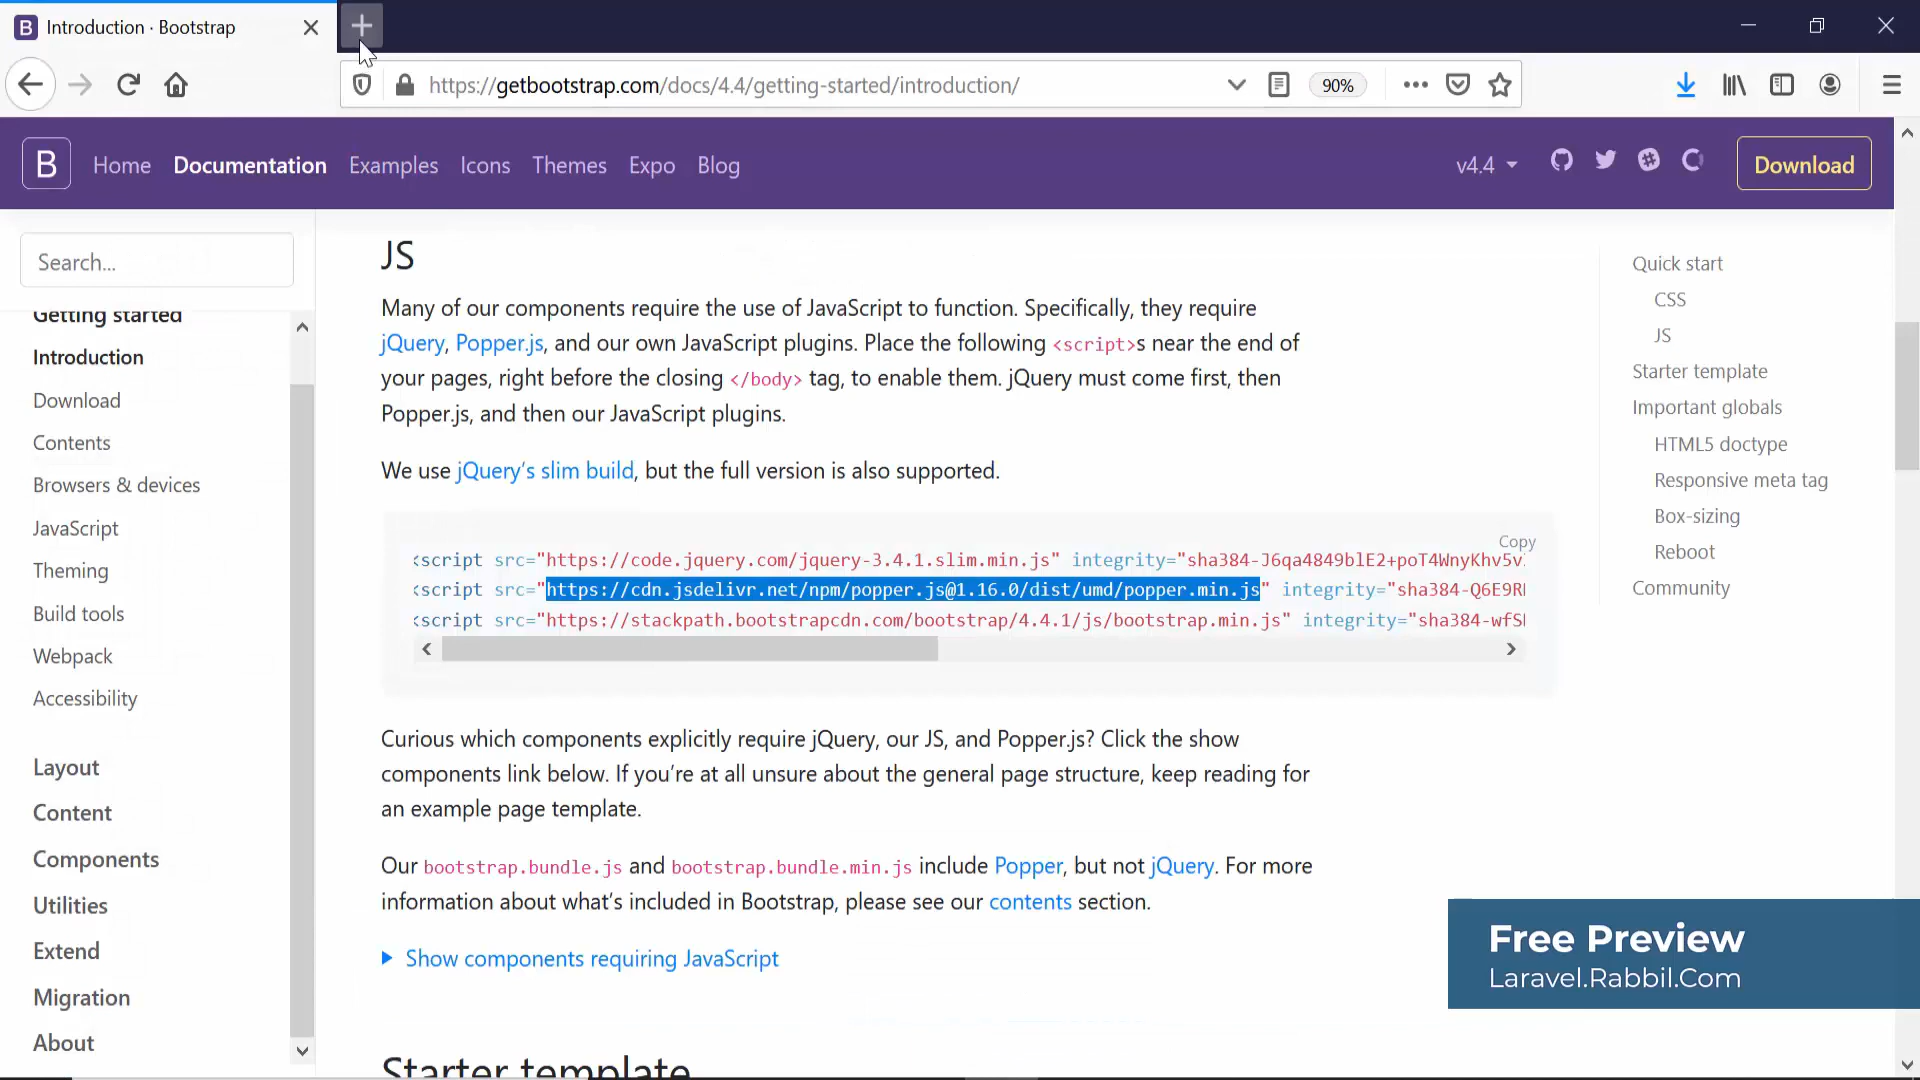 Introduction · Bootstrap
https://getbootstrap.com/docs/4.4/getting-started/introduction/
90%
B Home Documentation Examples Icons Themes Expo Blog v4.4 Download
Search...
Getting started
Introduction
Download
Contents
Browsers & devices
JavaScript
Theming
Build tools
Webpack
Accessibility
Layout
Content
Components
Utilities
Extend
Migration
About
JS
Many of our components require the use of JavaScript to function. Specifically, they require
jQuery, Popper.js, and our own JavaScript plugins. Place the following <script>s near the end of
your pages, right before the closing </body> tag, to enable them. jQuery must come first, then
Popper.js, and then our JavaScript plugins.
We use jQuery’s slim build, but the full version is also supported.
Copy
<script src="https://code.jquery.com/jquery-3.4.1.slim.min.js" integrity="sha384-J6qa4849blE2+poT4WnyKhv5v
<script src="https://cdn.jsdelivr.net/npm/popper.js@1.16.0/dist/umd/popper.min.js" integrity="sha384-Q6E9R
<script src="https://stackpath.bootstrapcdn.com/bootstrap/4.4.1/js/bootstrap.min.js" integrity="sha384-wfS
Curious which components explicitly require jQuery, our JS, and Popper.js? Click the show
components link below. If you’re at all unsure about the general page structure, keep reading for
an example page template.
Our bootstrap.bundle.js and bootstrap.bundle.min.js include Popper, but not jQuery. For more
information about what’s included in Bootstrap, please see our contents section.
Show components requiring JavaScript
Starter template
Quick start
CSS
JS
Starter template
Important globals
HTML5 doctype
Responsive meta tag
Box-sizing
Reboot
Community
Free Preview
Laravel.Rabbil.Com